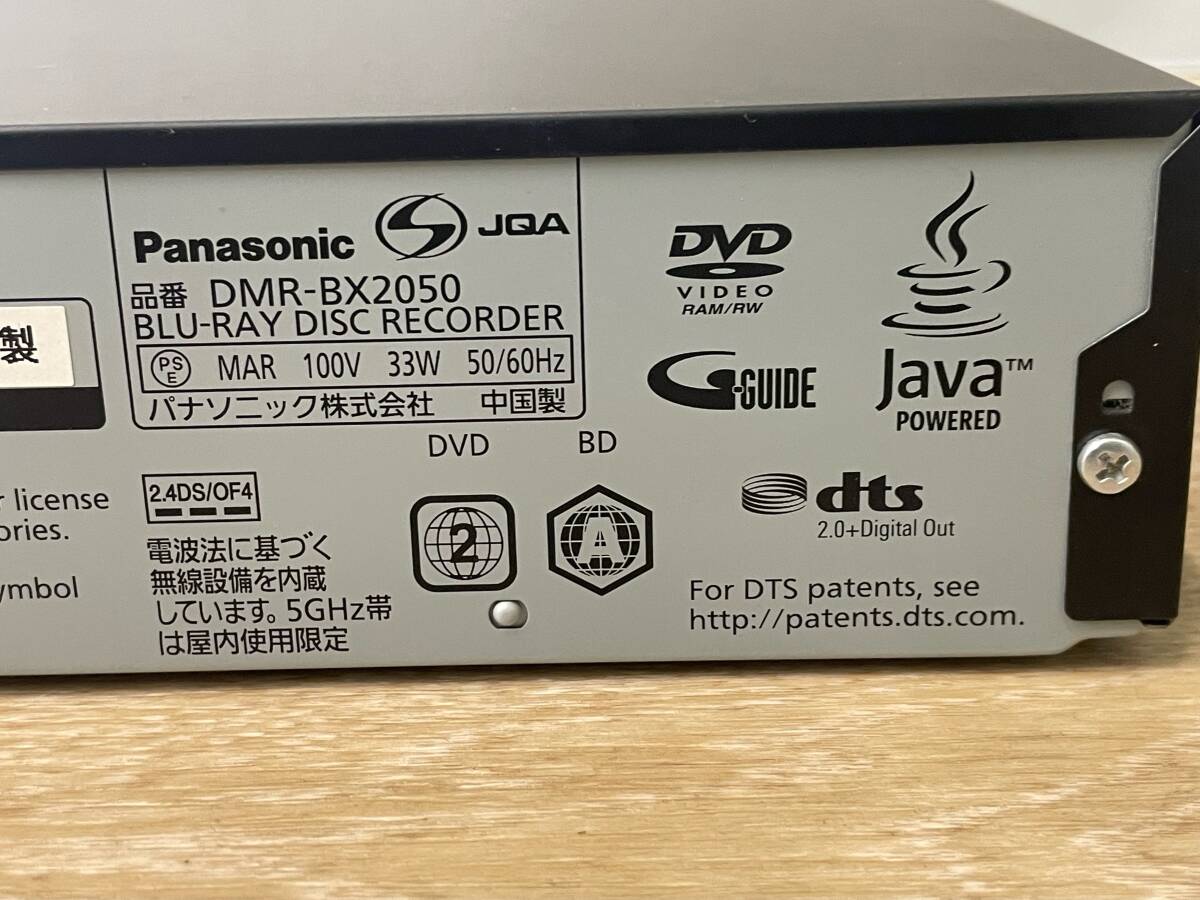 Panasonic JQA
品番 DMR-BX2050
BLU-RAY DISC RECORDER
PSE MAR 100V 33W 50/60Hz
パナソニック株式会社 中国製
製
license
ories.
ymbol
2.4DS/OF4
電波法に基づく
無線設備を内蔵
しています。5GHz帯
は屋内使用限定
DVD BD
2 A
DVD
VIDEO
RAM/RW
G-GUIDE
Java™
POWERED
dts
2.0+Digital Out
For DTS patents, see
http://patents.dts.com.